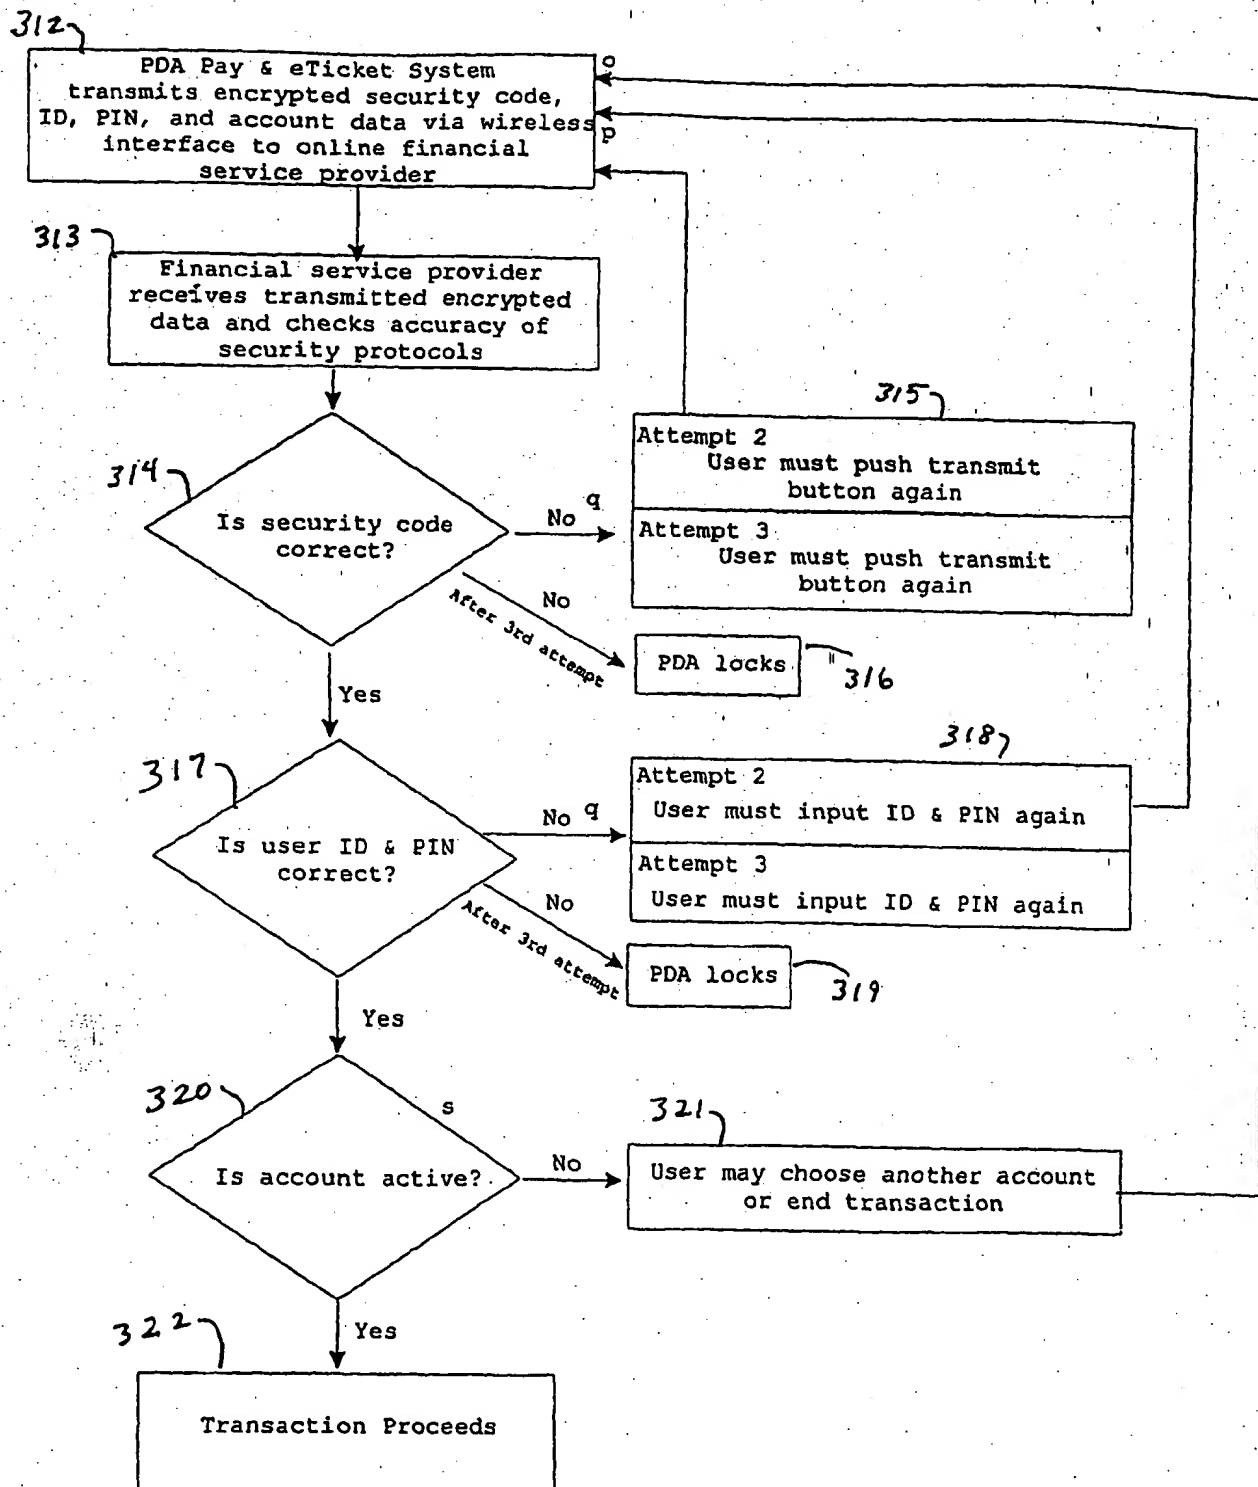 312
PDA Pay & eTicket System
transmits encrypted security code,
ID, PIN, and account data via wireless
interface to online financial
service provider
o
p
313
Financial service provider
receives transmitted encrypted
data and checks accuracy of
security protocols
315
Attempt 2
User must push transmit
button again
314
Is security code
correct?
No q
Attempt 3
User must push transmit
button again
No
After 3rd attempt
PDA locks
316
Yes
317
318
Attempt 2
User must input ID & PIN again
Is user ID & PIN
correct?
No q
Attempt 3
User must input ID & PIN again
No
After 3rd attempt
PDA locks
319
Yes
320
s
321
Is account active?
No
User may choose another account
or end transaction
Yes
322
Transaction Proceeds